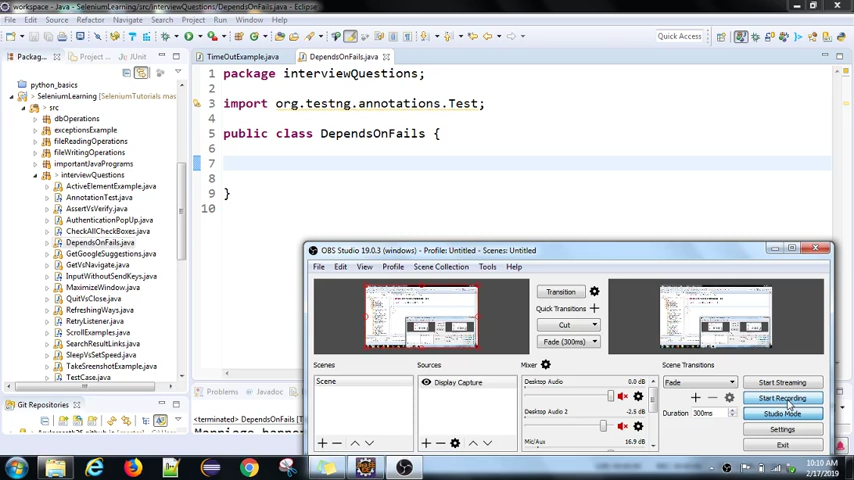 workspace - Java - SeleniumLearning/src/interviewQuestions/DependsOnFails.java - Eclipse
File Edit Source Refactor Navigate Search Project Run Window Help
Quick Access
Packag...
Project ...
JUnit
TimeOutExample.java
DependsOnFails.java
python_basics
SeleniumLearning > [SeleniumTutorials m
src
dbOperations
exceptionsExample
fileReadingOperations
fileWritingOperations
importantJavaPrograms
interviewQuestions
ActiveElementExample.java
AnnotationTest.java
AssertVsVerify.java
AuthenticationPopUp.java
CheckAllCheckBoxes.java
DependsOnFails.java
GetGoogleSuggestions.java
GetVsNavigate.java
InputWithoutSendKeys.java
MaximizeWindow.java
QuitVsClose.java
RefreshingWays.java
RetryListener.java
ScrollExamples.java
SearchResultLinks.java
SleepVsSetSpeed.java
TakeScreenshotExample.java
TestCase.java
1 package interviewQuestions;
2
3 import org.testng.annotations.Test;
4
5 public class DependsOnFails {
6
7
8
9 }
10
Git Repositories
Problems
Javadoc
<terminated> DependsOnF
OBS Studio 19.0.3 (windows) - Profile: Untitled - Scenes: Untitled
File Edit View Profile Scene Collection Tools Help
Transition
Quick Transitions
Cut
Fade (300ms)
Scenes
Scene
Sources
Display Capture
Mixer
Desktop Audio 0.0 dB
Desktop Audio 2 -2.5 dB
Mic/Aux 16.9 dB
Scene Transitions
Fade
Duration 300ms
Start Streaming
Start Recording
Studio Mode
Settings
Exit
10:10 AM
2/17/2019